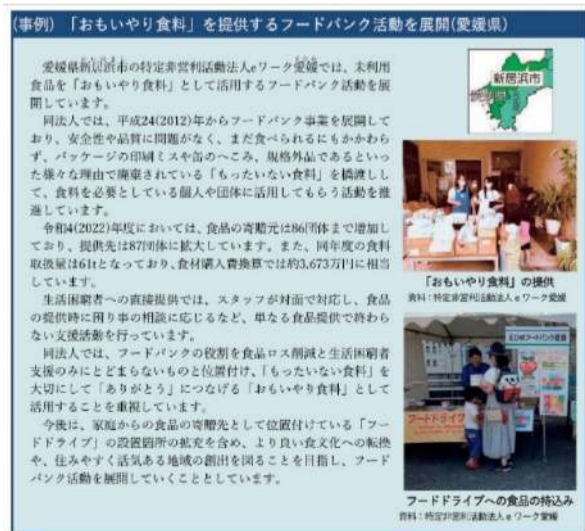 (事例) 「おもいやり食料」を提供するフードバンク活動を展開(愛媛県)
愛媛県新居浜市の特定非営利活動法人eワーク愛媛では、未利用
食品を「おもいやり食料」として活用するフードバンク活動を展
開しています。
同法人では、平成24(2012)年からフードバンク事業を展開して
おり、安全性や品質に問題がなく、まだ食べられるにもかかわら
ず、パッケージの印刷ミスや缶のへこみ、規格外品であるといっ
た様々な理由で廃棄されている「もったいない食料」を橋渡しし
て、食料を必要としている個人や団体に活用してもらう活動を推
進しています。
令和4(2022)年度においては、食品の寄贈元は86団体まで増加し
ており、提供先は87団体に拡大しています。また、同年度の食料
取扱量は61tとなっており、食材購入費換算では約3,673万円に相当
しています。
生活困窮者への直接提供では、スタッフが対面で対応し、食品
の提供時に困り事の相談に応じるなど、単なる食品提供で終わら
ない支援活動を行っています。
同法人では、フードバンクの役割を食品ロス削減と生活困窮者
支援のみにとどまらないものと位置付け、「もったいない食料」を
大切にして「ありがとう」につなげる「おもいやり食料」として
活用することを重視しています。
今後は、家庭からの食品の寄贈先として位置付けている「フー
ドドライブ」の設置箇所の拡充を含め、より良い食文化への転換
や、住みやすく活気ある地域の創出を図ることを目指し、フード
バンク活動を展開していくこととしています。
新居浜市
愛媛県
「おもいやり食料」の提供
資料:特定非営利活動法人eワーク愛媛
フードバンク愛媛
フードドライブ
フードドライブへの食品の持込み
資料:特定非営利活動法人eワーク愛媛